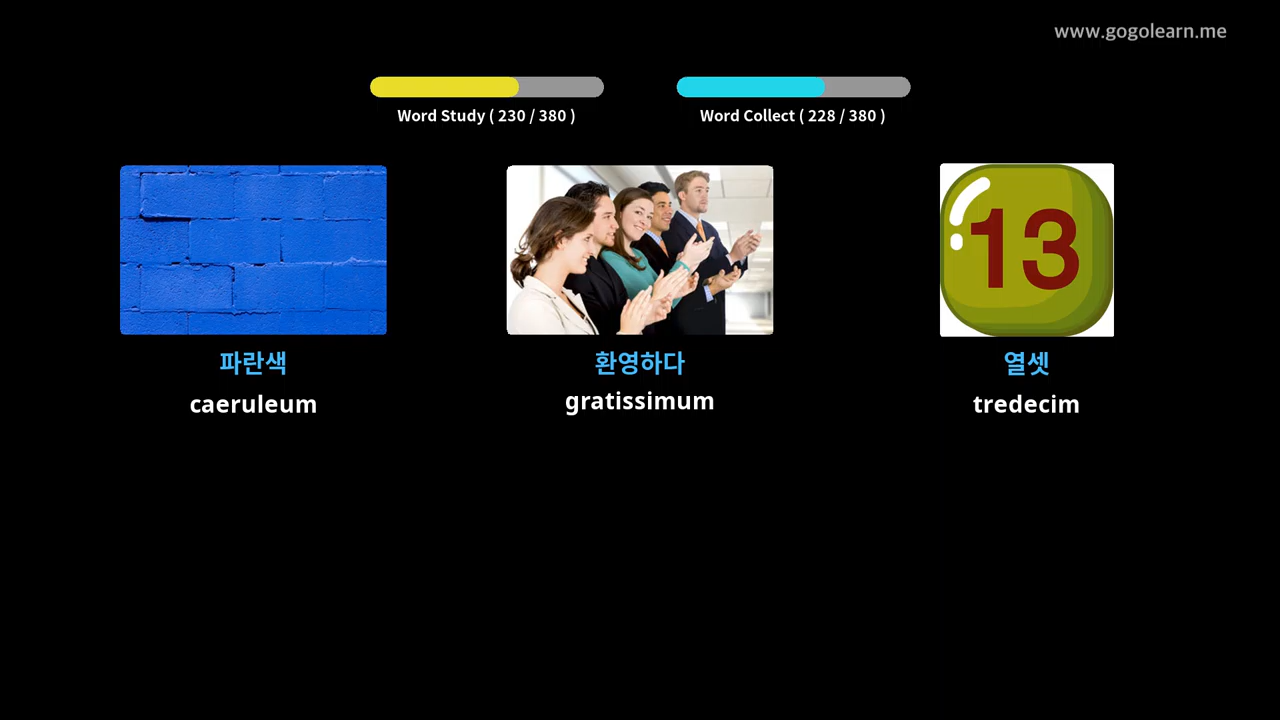 www.gogolearn.me
Word Study ( 230 / 380 )
Word Collect ( 228 / 380 )
13
파란색
환영하다
열셋
caeruleum
gratissimum
tredecim